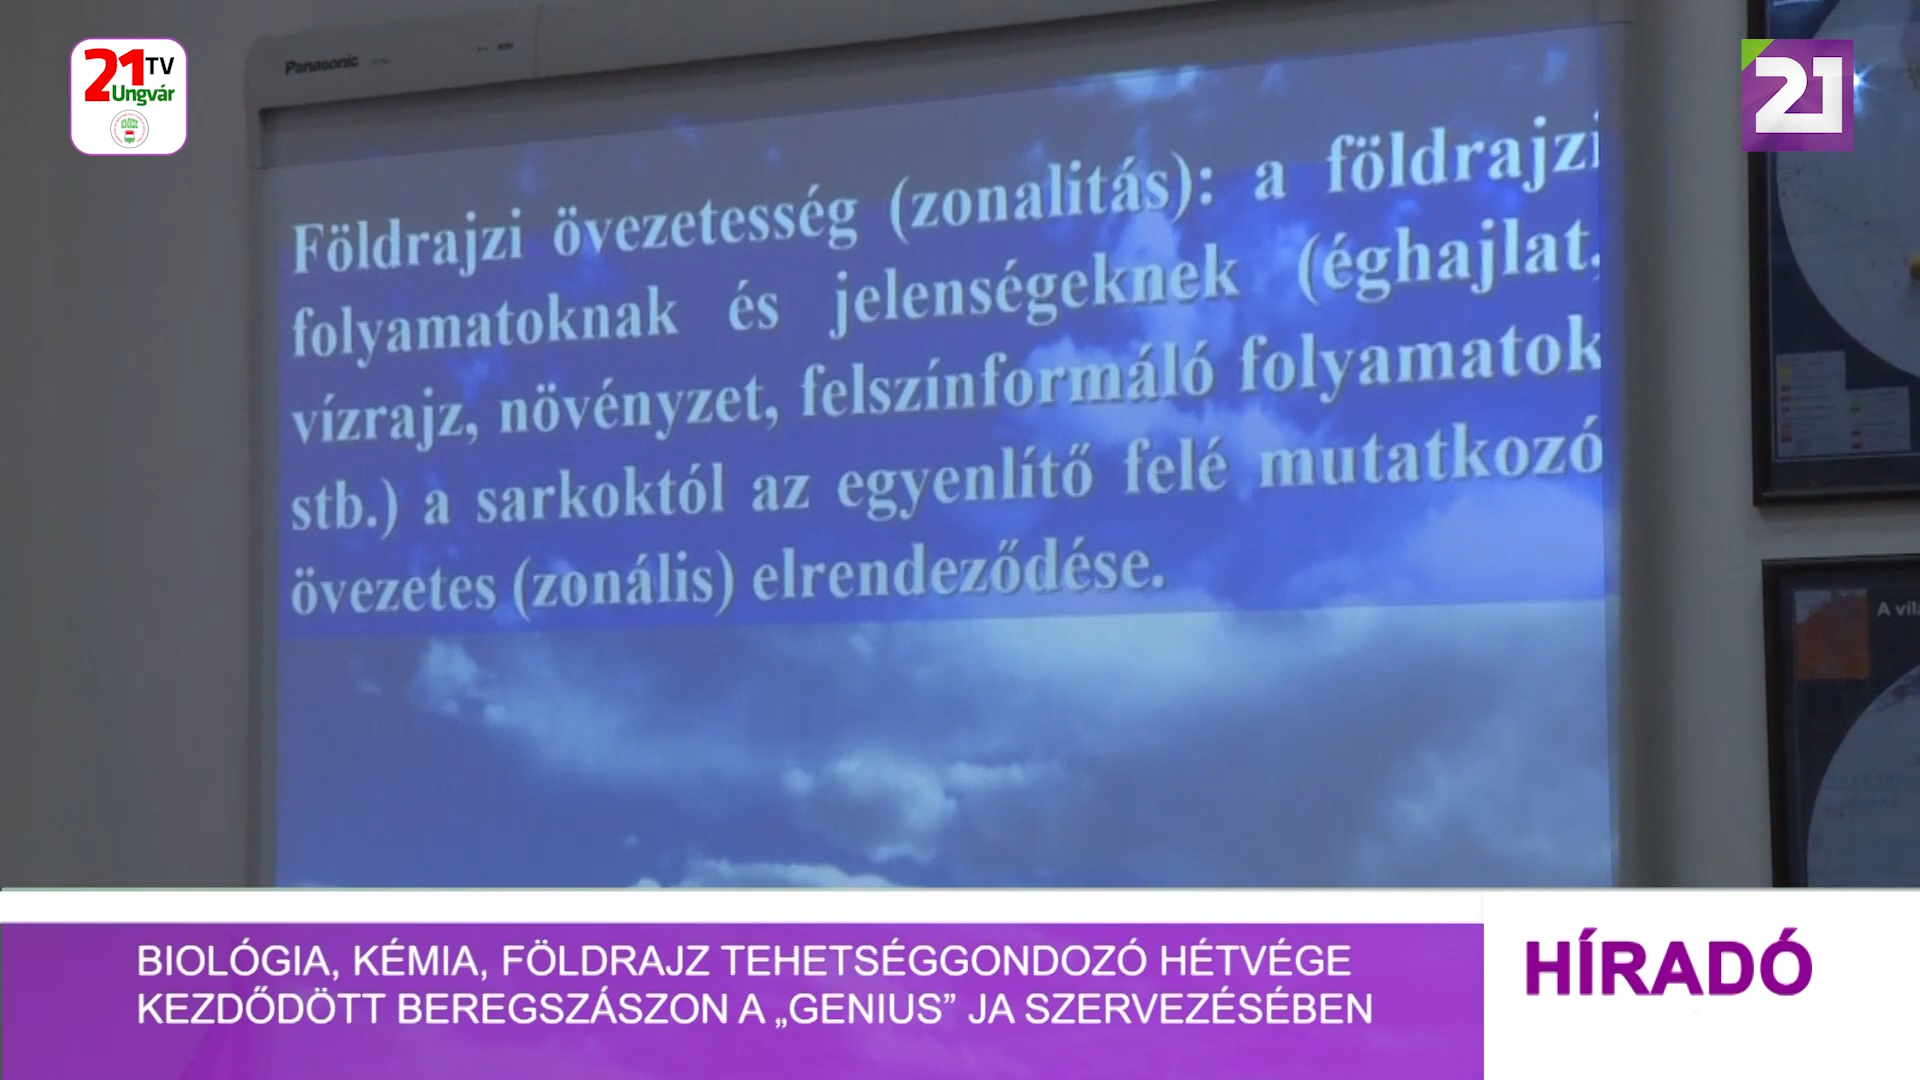 Panasonic
21 TV
Ungvár
21
Földrajzi övezetesség (zonalitás): a földrajzi
folyamatoknak és jelenségeknek (éghajlat,
vízrajz, növényzet, felszínformáló folyamatok
stb.) a sarkoktól az egyenlítő felé mutatkozó
övezetes (zonális) elrendeződése.
BIOLÓGIA, KÉMIA, FÖLDRAJZ TEHETSÉGGONDOZÓ HÉTVÉGE
KEZDŐDÖTT BEREGSZÁSZON A „GENIUS” JA SZERVEZÉSÉBEN
HÍRADÓ